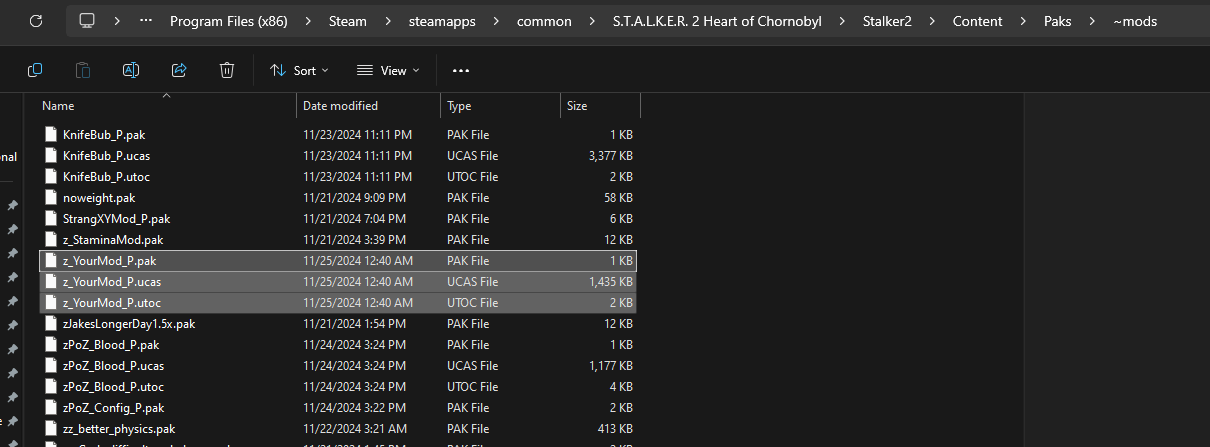 Program Files (x86) Steam steamapps common S.T.A.L.K.E.R. 2 Heart of Chornobyl Stalker2 Content Paks ~mods
Sort View
Name Date modified Type Size
KnifeBub_P.pak 11/23/2024 11:11 PM PAK File 1 KB
onal KnifeBub_P.ucas 11/23/2024 11:11 PM UCAS File 3,377 KB
KnifeBub_P.utoc 11/23/2024 11:11 PM UTOC File 2 KB
noweight.pak 11/21/2024 9:09 PM PAK File 58 KB
StrangXYMod_P.pak 11/21/2024 7:04 PM PAK File 6 KB
z_StaminaMod.pak 11/21/2024 3:39 PM PAK File 12 KB
z_YourMod_P.pak 11/25/2024 12:40 AM PAK File 1 KB
z_YourMod_P.ucas 11/25/2024 12:40 AM UCAS File 1,435 KB
z_YourMod_P.utoc 11/25/2024 12:40 AM UTOC File 2 KB
zJakesLongerDay1.5x.pak 11/21/2024 1:54 PM PAK File 12 KB
zPoZ_Blood_P.pak 11/24/2024 3:24 PM PAK File 1 KB
zPoZ_Blood_P.ucas 11/24/2024 3:24 PM UCAS File 1,177 KB
zPoZ_Blood_P.utoc 11/24/2024 3:24 PM UTOC File 4 KB
zPoZ_Config_P.pak 11/24/2024 3:22 PM PAK File 2 KB
zz_better_physics.pak 11/22/2024 3:21 AM PAK File 413 KB